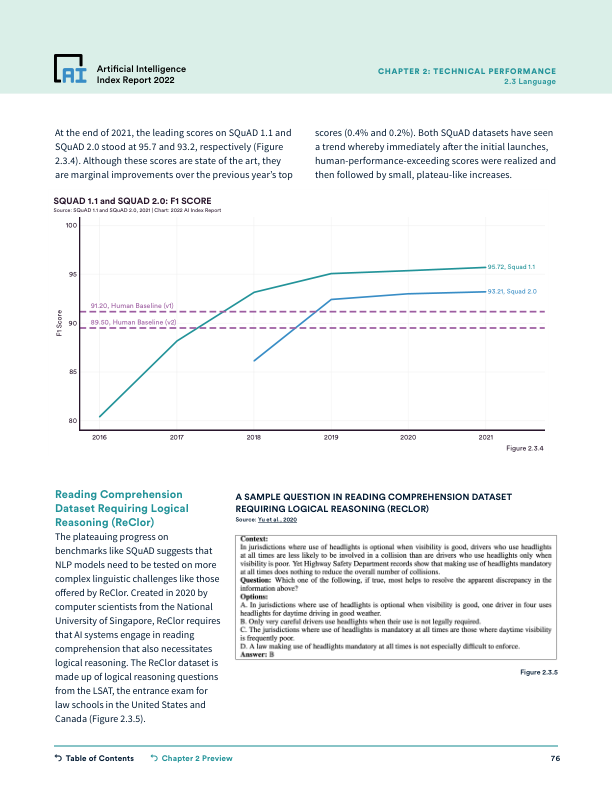 Artificial Intelligence
Index Report 2022
CHAPTER 2: TECHNICAL PERFORMANCE
2.3 Language
At the end of 2021, the leading scores on SQuAD 1.1 and
SQuAD 2.0 stood at 95.7 and 93.2, respectively (Figure
2.3.4). Although these scores are state of the art, they
are marginal improvements over the previous year’s top
scores (0.4% and 0.2%). Both SQuAD datasets have seen
a trend whereby immediately after the initial launches,
human-performance-exceeding scores were realized and
then followed by small, plateau-like increases.
SQUAD 1.1 and SQUAD 2.0: F1 SCORE
Source: SQuAD 1.1 and SQuAD 2.0, 2021 | Chart: 2022 AI Index Report
100
95
90
85
80
F1 Score
95.72, Squad 1.1
93.21, Squad 2.0
91.20, Human Baseline (v1)
89.50, Human Baseline (v2)
2016 2017 2018 2019 2020 2021
Figure 2.3.4
Reading Comprehension
Dataset Requiring Logical
Reasoning (ReClor)
The plateauing progress on
benchmarks like SQuAD suggests that
NLP models need to be tested on more
complex linguistic challenges like those
offered by ReClor. Created in 2020 by
computer scientists from the National
University of Singapore, ReClor requires
that AI systems engage in reading
comprehension that also necessitates
logical reasoning. The ReClor dataset is
made up of logical reasoning questions
from the LSAT, the entrance exam for
law schools in the United States and
Canada (Figure 2.3.5).
A SAMPLE QUESTION IN READING COMPREHENSION DATASET
REQUIRING LOGICAL REASONING (RECLOR)
Source: Yu et al., 2020
Context:
In jurisdictions where use of headlights is optional when visibility is good, drivers who use headlights
at all times are less likely to be involved in a collision than are drivers who use headlights only when
visibility is poor. Yet Highway Safety Department records show that making use of headlights mandatory
at all times does nothing to reduce the overall number of collisions.
Question: Which one of the following, if true, most helps to resolve the apparent discrepancy in the
information above?
Options:
A. In jurisdictions where use of headlights is optional when visibility is good, one driver in four uses
headlights for daytime driving in good weather.
B. Only very careful drivers use headlights when their use is not legally required.
C. The jurisdictions where use of headlights is mandatory at all times are those where daytime visibility
is frequently poor.
D. A law making use of headlights mandatory at all times is not especially difficult to enforce.
Answer: B
Figure 2.3.5
Table of Contents
Chapter 2 Preview
76